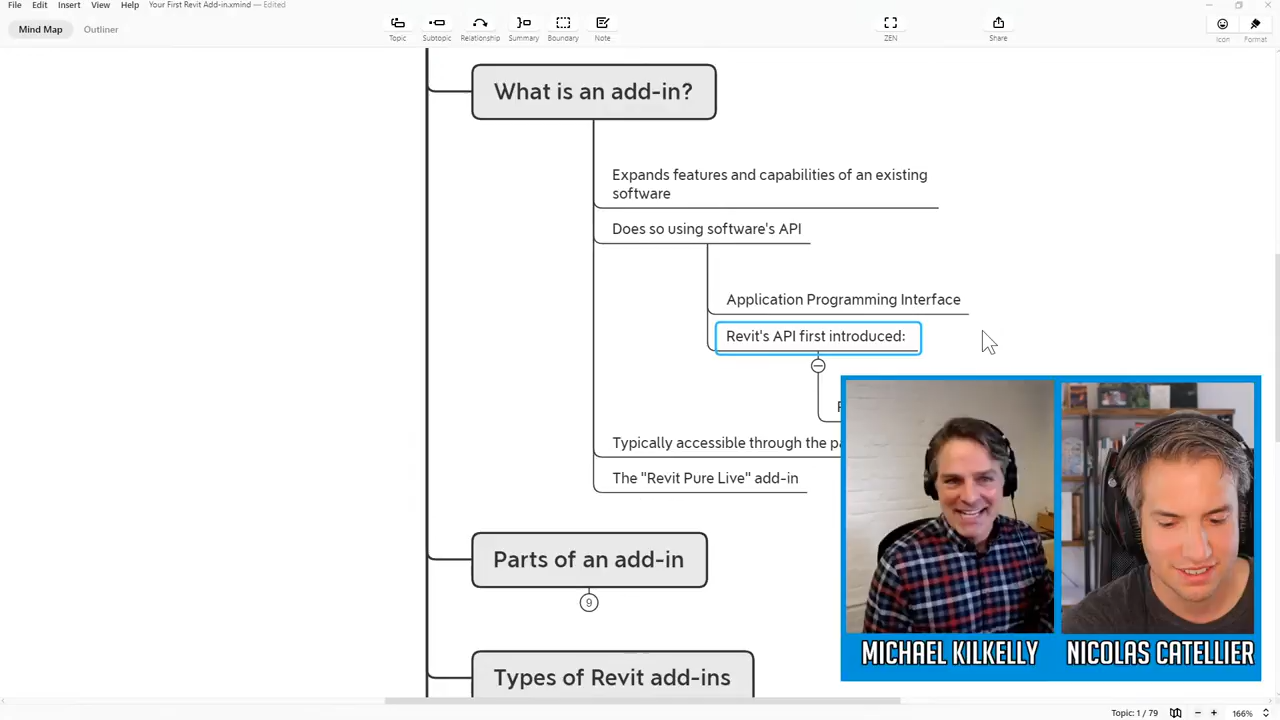 File Edit Insert View Help Your First Revit Add-in.xmind — Edited
Mind Map Outliner
Topic Subtopic Relationship Summary Boundary Note ZEN Share Icon Format
What is an add-in?
Expands features and capabilities of an existing
software
Does so using software's API
Application Programming Interface
Revit's API first introduced:
Typically accessible through the
The "Revit Pure Live" add-in
Parts of an add-in
9
Types of Revit add-ins
MICHAEL KILKELLY NICOLAS CATELLIER
Topic: 1 / 79 166%